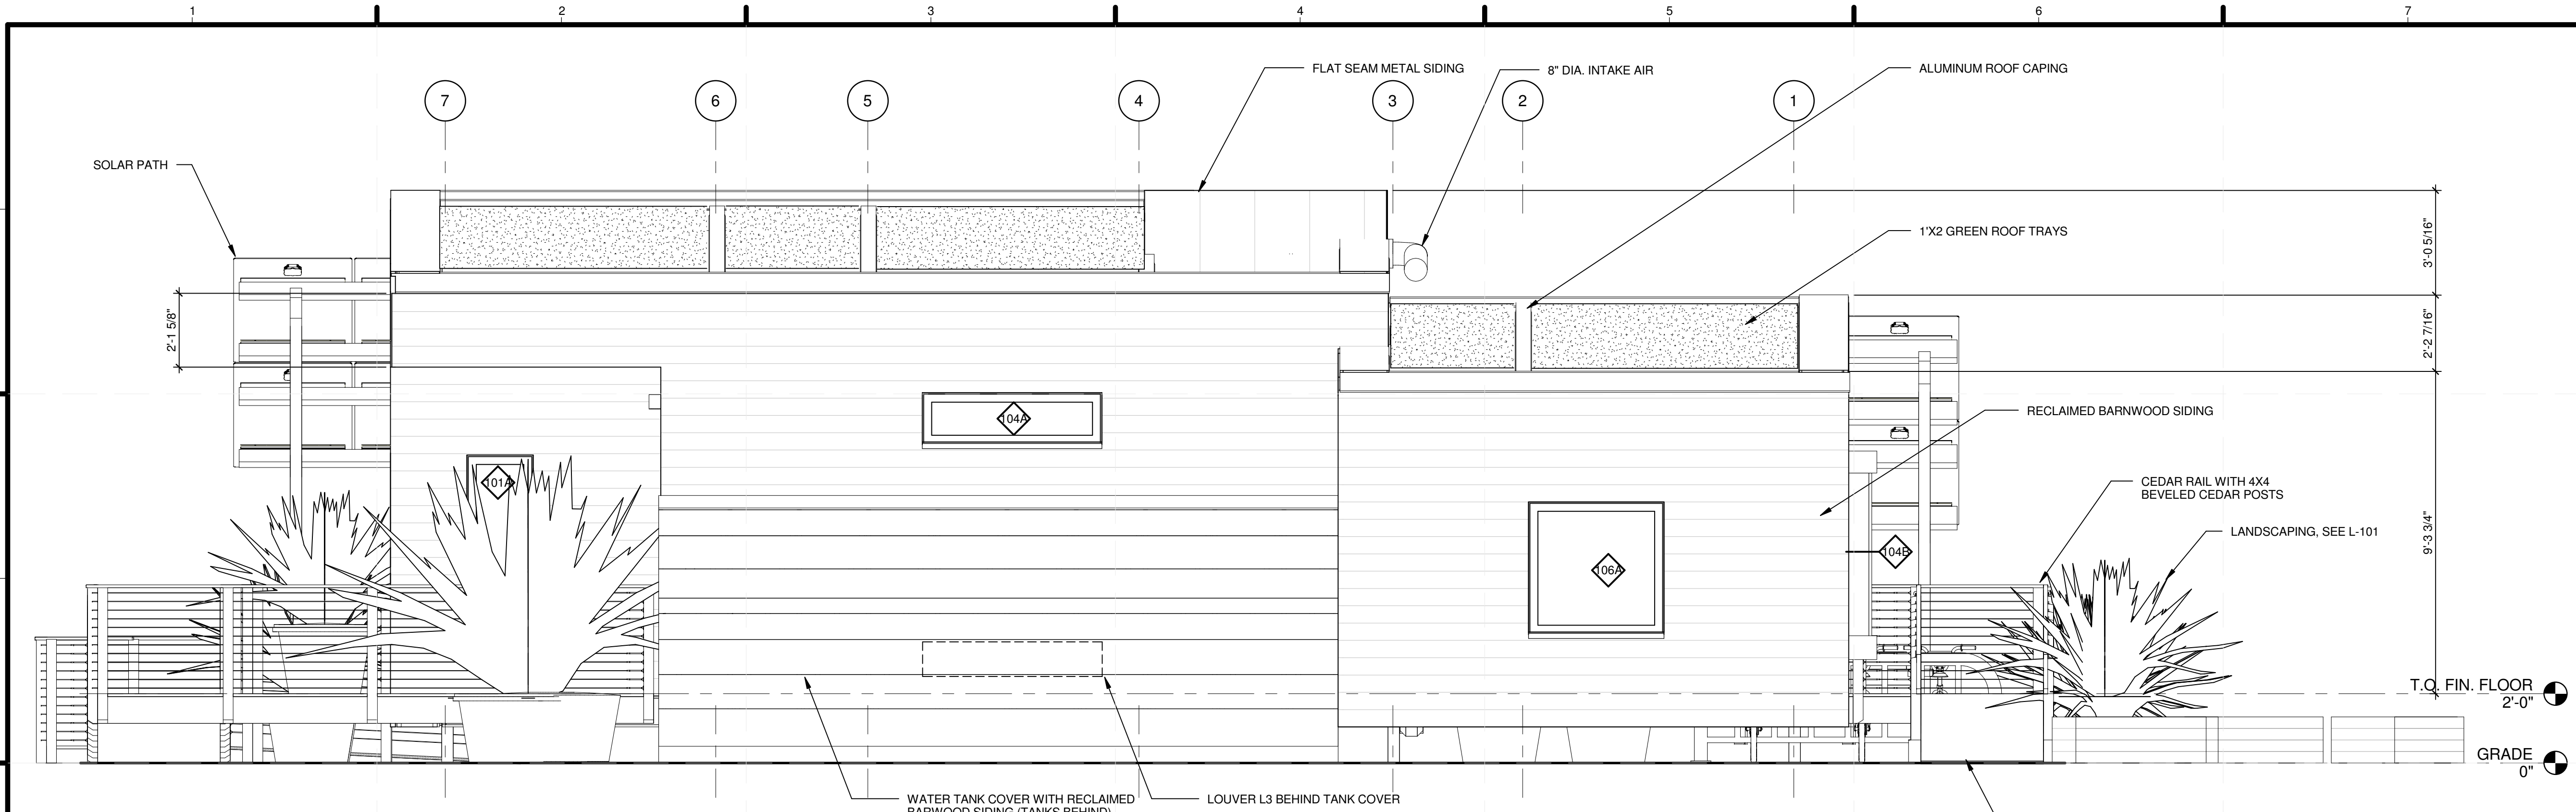 1 2 3 4 5 6 7
FLAT SEAM METAL SIDING
8" DIA. INTAKE AIR
ALUMINUM ROOF CAPING
7 6 5 4 3 2 1
SOLAR PATH
1'X2 GREEN ROOF TRAYS
3'-0 5/16"
2'-1 5/8"
2'-2 7/16"
104A
RECLAIMED BARNWOOD SIDING
101A
CEDAR RAIL WITH 4X4
BEVELED CEDAR POSTS
9'-3 3/4"
LANDSCAPING, SEE L-101
104B
106A
T.O. FIN. FLOOR
2'-0"
GRADE
0"
WATER TANK COVER WITH RECLAIMED
BARWOOD SIDING (TANKS BEHIND)
LOUVER L3 BEHIND TANK COVER